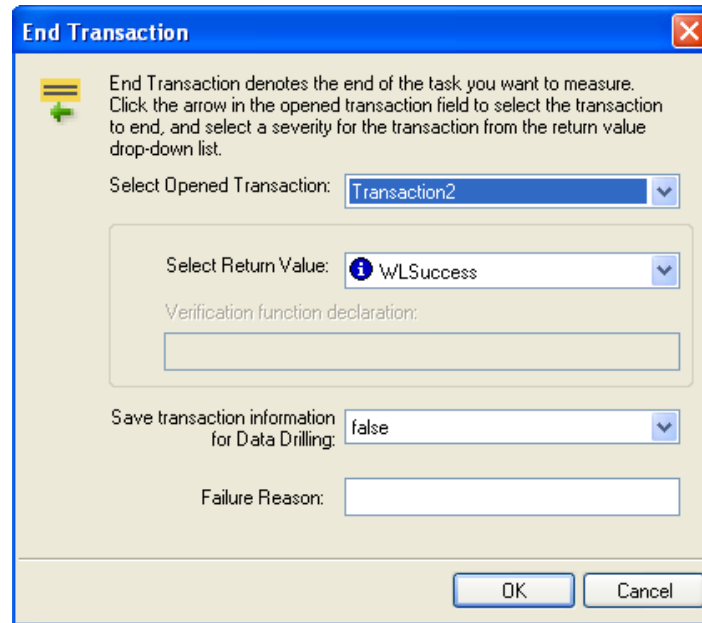 End Transaction
End Transaction denotes the end of the task you want to measure.
Click the arrow in the opened transaction field to select the transaction
to end, and select a severity for the transaction from the return value
drop-down list.
Select Opened Transaction: Transaction2
Select Return Value: WLSuccess
Verification function declaration:
Save transaction information
for Data Drilling: false
Failure Reason:
OK Cancel